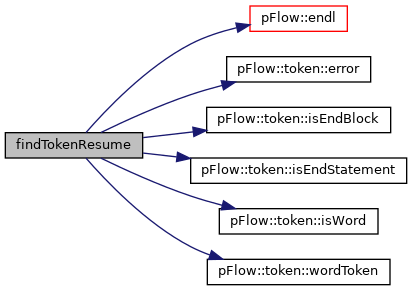 pFlow::endl
pFlow::token::error
pFlow::token::isEndBlock
findTokenResume
pFlow::token::isEndStatement
pFlow::token::isWord
pFlow::token::wordToken